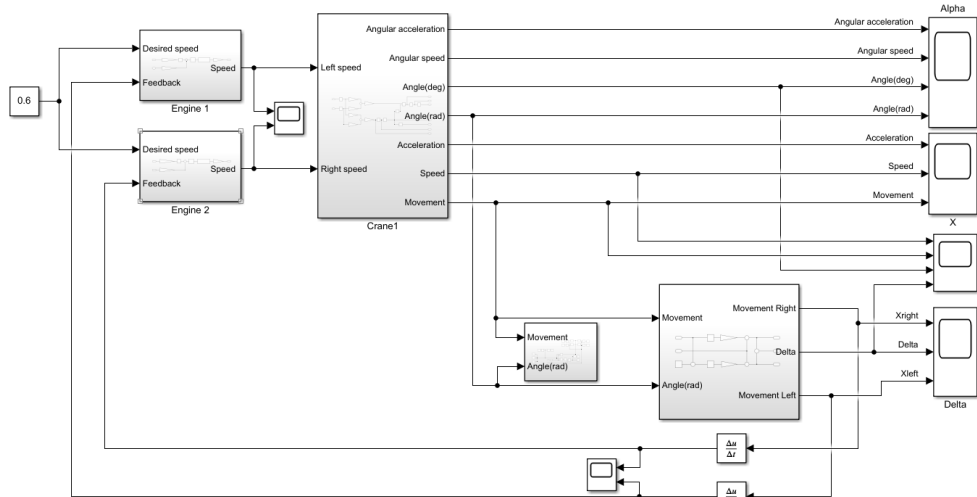 Alpha
Angular acceleration
Angular acceleration
Desired speed
Speed
Feedback
Engine 1
Left speed
Angular speed
Angular speed
Angle(deg)
Angle(deg)
0.6
Angle(rad)
Angle(rad)
Desired speed
Speed
Feedback
Engine 2
Right speed
Acceleration
Acceleration
Speed
Speed
Movement
Movement
Crane1
X
Movement
Movement Right
Xright
Movement
Angle(rad)
Delta
Delta
Angle(rad)
Movement Left
Xleft
Delta
Δu
Δt
Δu